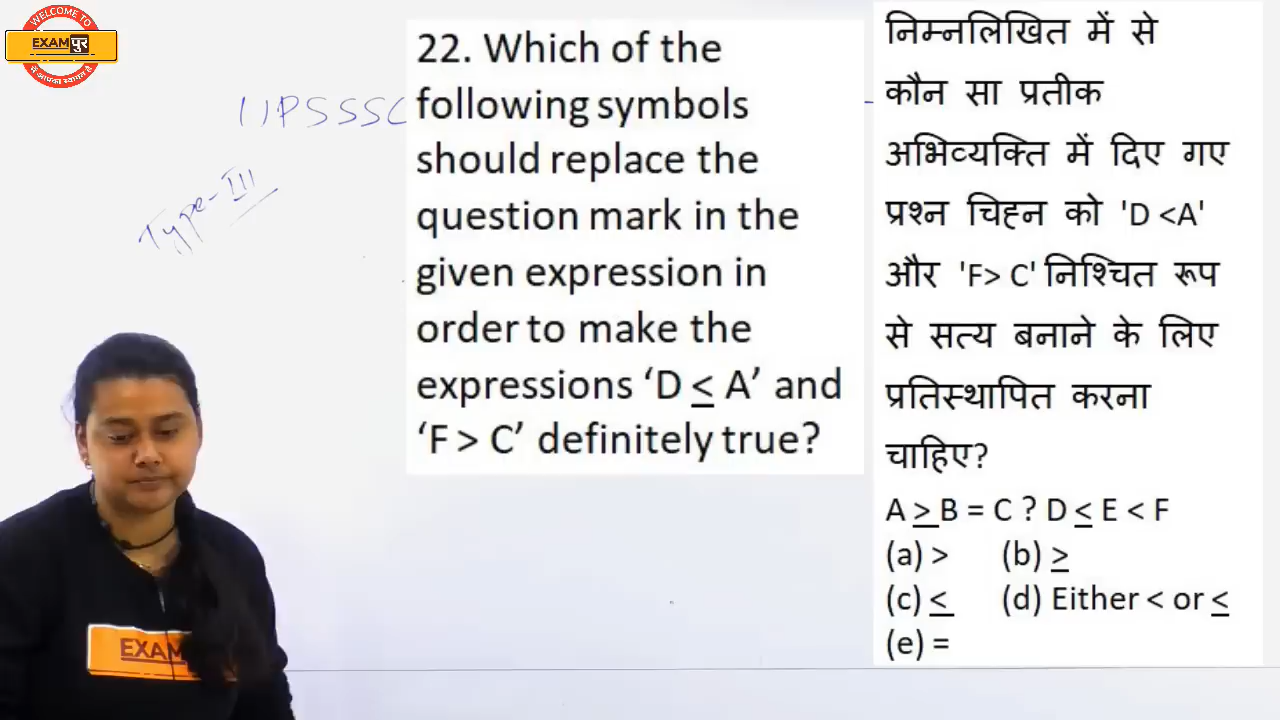 WELCOME TO
EXAMपुर
में आपका स्वागत है
UPSSSC
Type-III
22. Which of the
following symbols
should replace the
question mark in the
given expression in
order to make the
expressions ‘D ≤ A’ and
‘F > C’ definitely true?
निम्नलिखित में से
कौन सा प्रतीक
अभिव्यक्ति में दिए गए
प्रश्न चिह्न को 'D <A'
और 'F> C' निश्चित रूप
से सत्य बनाने के लिए
प्रतिस्थापित करना
चाहिए?
A ≥ B = C ? D ≤ E < F
(a) > (b) ≥
(c) ≤ (d) Either < or ≤
(e) =
EXAM